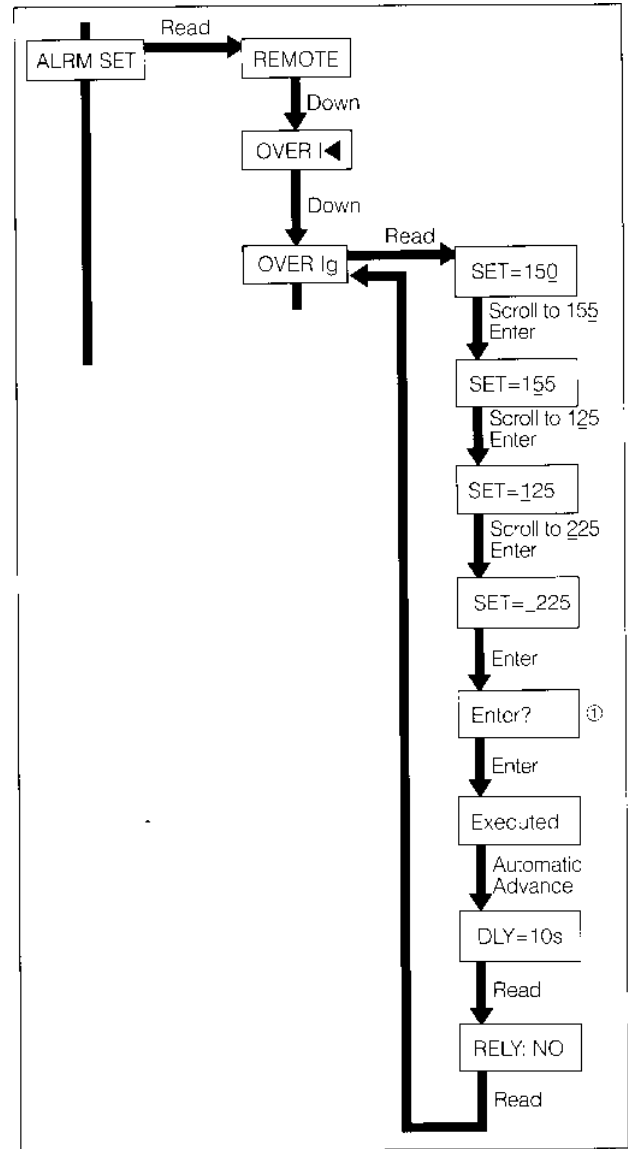 Read
ALRM SET
REMOTE
Down
OVER I◀
Down
OVER Ig
Read
SET=150
Scroll to 155
Enter
SET=155
Scroll to 125
Enter
SET=125
Scroll to 225
Enter
SET=_225
Enter
Enter? ①
Enter
Executed
Automatic
Advance
DLY=10s
Read
RELY: NO
Read